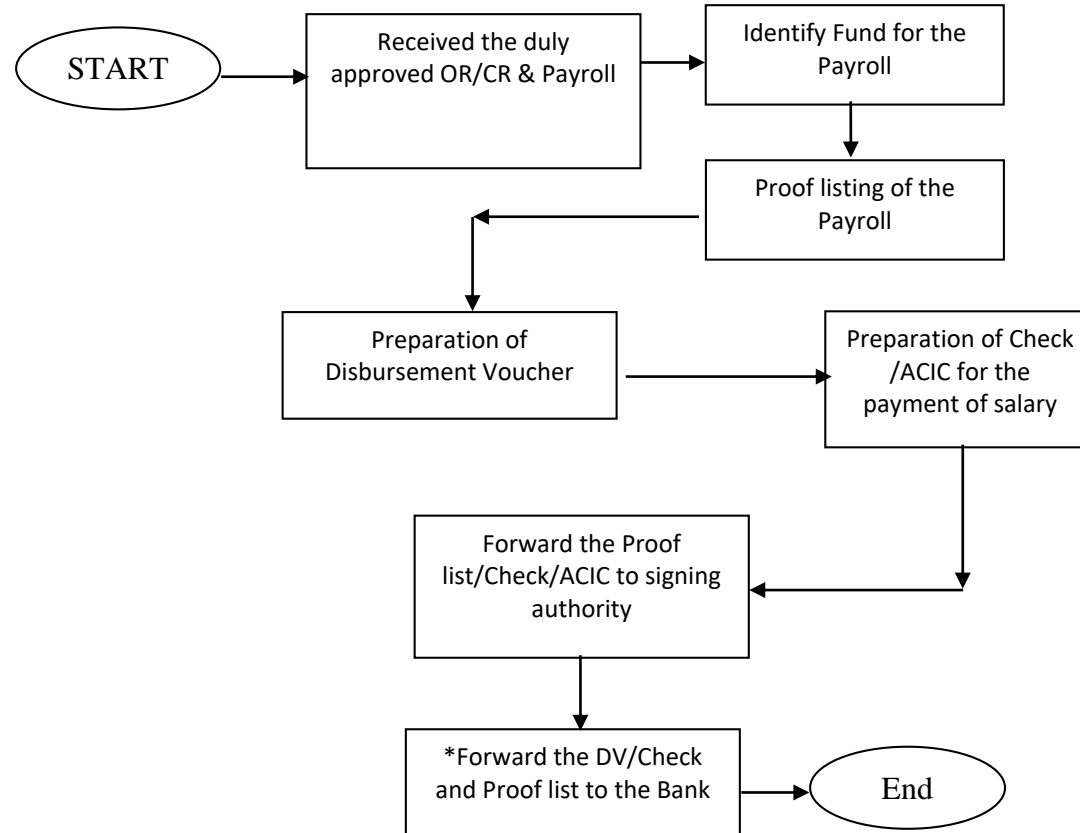 START
Received the duly
approved OR/CR & Payroll
Identify Fund for the
Payroll
Proof listing of the
Payroll
Preparation of
Disbursement Voucher
Preparation of Check
/ACIC for the
payment of salary
Forward the Proof
list/Check/ACIC to signing
authority
*Forward the DV/Check
and Proof list to the Bank
End